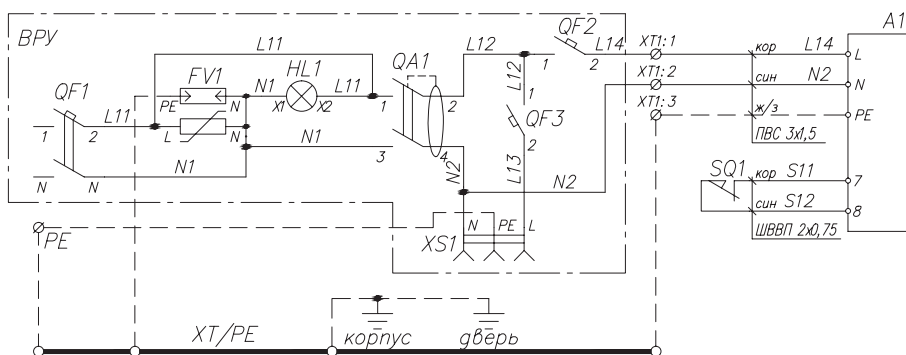 ВРУ
QF1
1
2
N
N
L11
N1
L11
FV1
PE
N
L
N
N1
HL1
X1
X2
L11
N1
QA1
1
2
3
4
L12
N2
L12
1
QF3
2
L13
QF2
1
2
L14
N2
XS1
N
PE
L
PE
XT/PE
корпус
дверь
XT1:1
XT1:2
XT1:3
кор
L14
син
N2
ж/з
ПВС 3х1,5
A1
L
N
PE
SQ1
кор
S11
7
син
S12
8
ШВВП 2х0,75